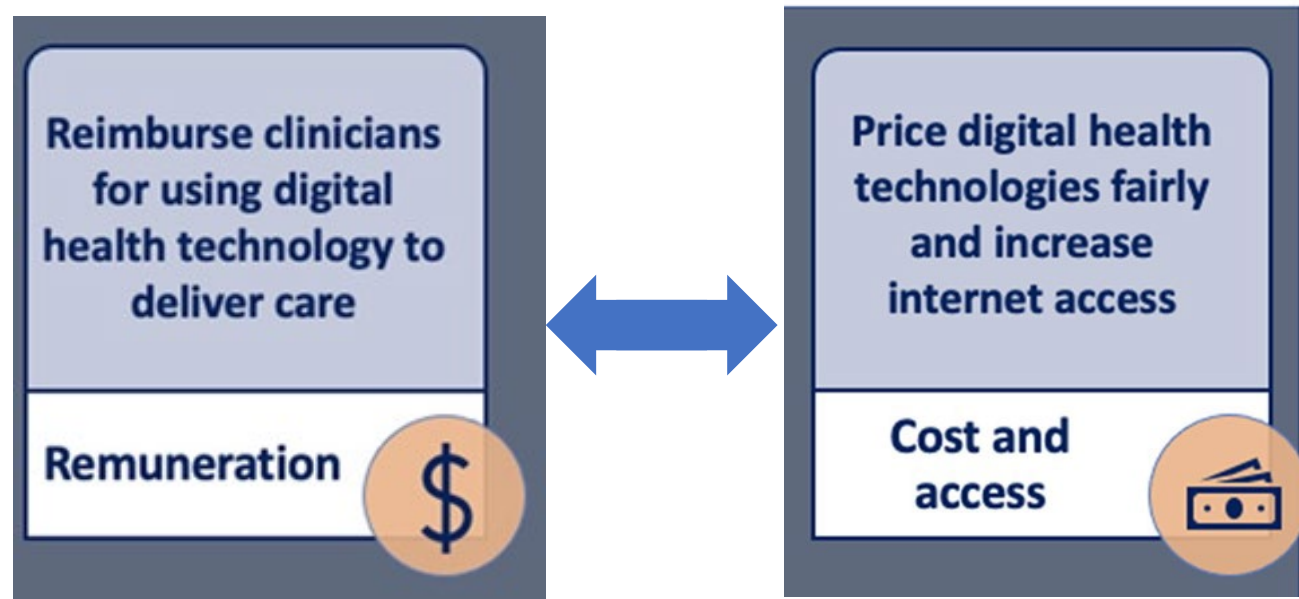 Reimburse clinicians
for using digital
health technology to
deliver care
Remuneration
$
Price digital health
technologies fairly
and increase
internet access
Cost and
access